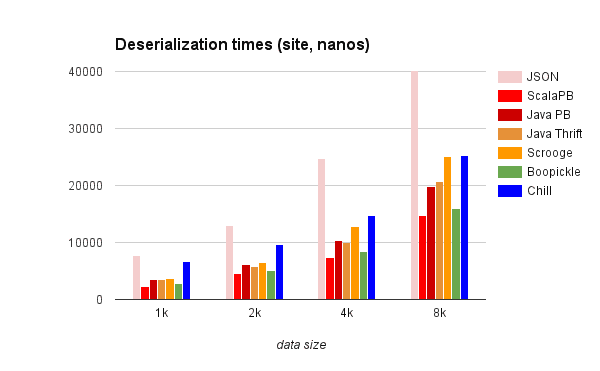 Deserialization times (site, nanos)
40000
30000
20000
10000
0
1k
2k
4k
8k
data size
JSON
ScalaPB
Java PB
Java Thrift
Scrooge
Boopickle
Chill